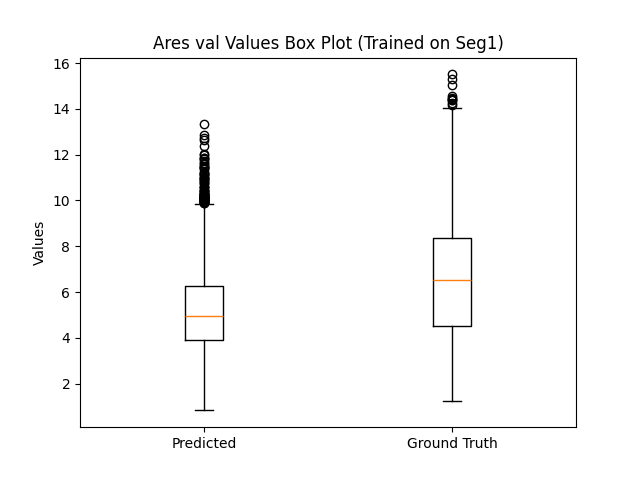 Ares val Values Box Plot (Trained on Seg1)
16
14
12
10
8
6
4
2
Values
Predicted
Ground Truth